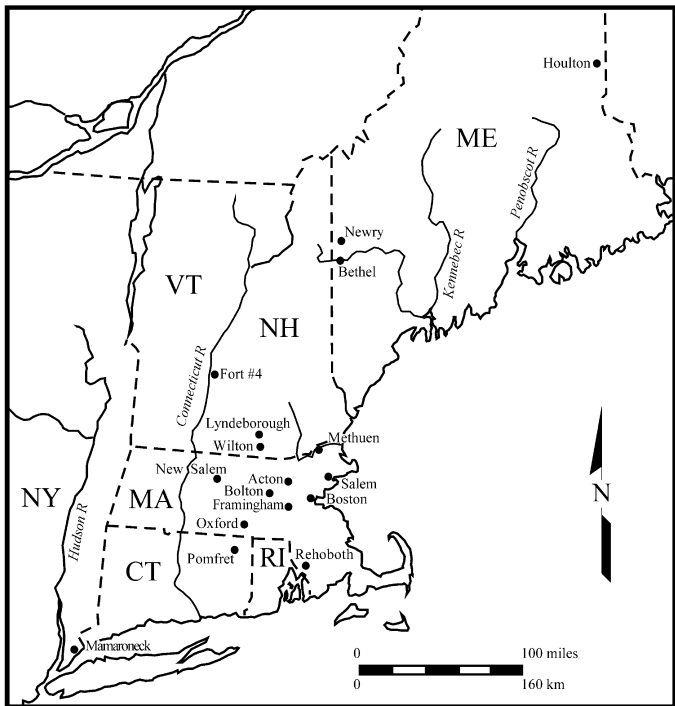 Houlton
ME
Penobscot R
Newry
Kennebec R
Bethel
VT
NH
Connecticut R
Fort #4
Lyndeborough
Wilton
Methuen
New Salem
Acton
Salem
NY
MA
Bolton
Boston
N
Framingham
Hudson R
Oxford
Pomfret
RI
Rehoboth
CT
Mamaroneck
0 100 miles
0 160 km